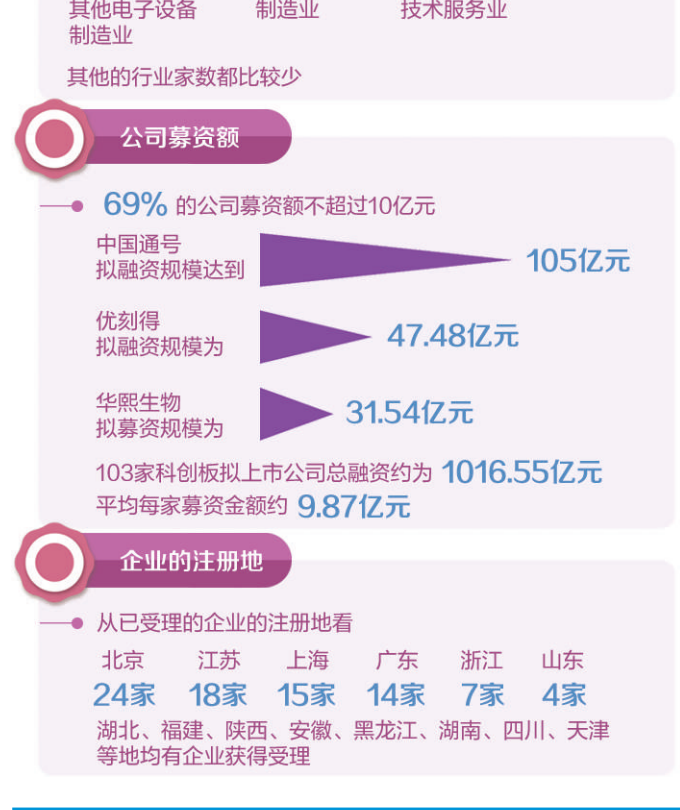 其他电子设备 制造业 技术服务业
制造业
其他的行业家数都比较少
公司募资额
69% 的公司募资额不超过10亿元
中国通号
拟融资规模达到
105亿元
优刻得
拟融资规模为
47.48亿元
华熙生物
拟募资规模为
31.54亿元
103家科创板拟上市公司总融资约为 1016.55亿元
平均每家募资金额约 9.87亿元
企业的注册地
从已受理的企业的注册地看
北京 江苏 上海 广东 浙江 山东
24家 18家 15家 14家 7家 4家
湖北、福建、陕西、安徽、黑龙江、湖南、四川、天津
等地均有企业获得受理